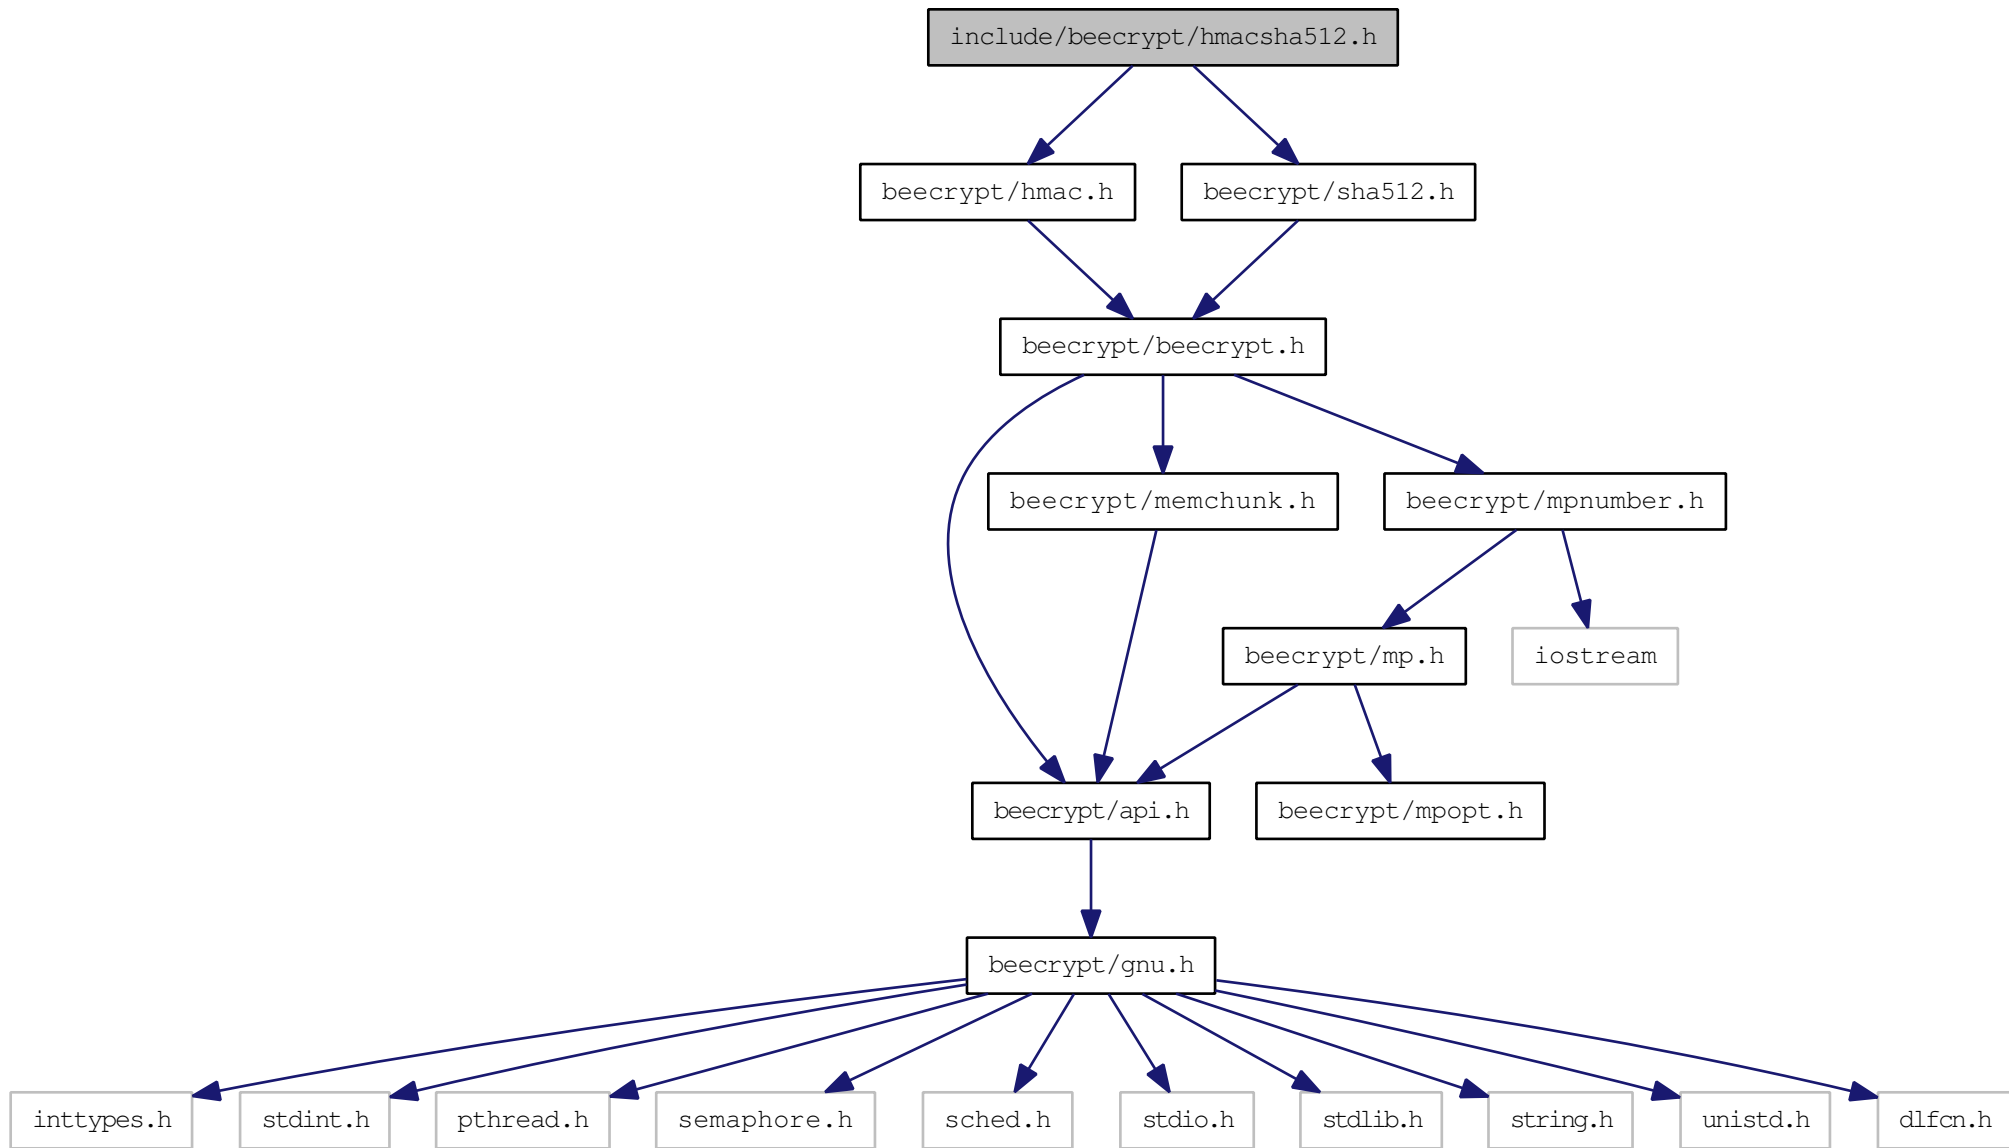 include/beecrypt/hmacsha512.h
beecrypt/hmac.h
beecrypt/sha512.h
beecrypt/beecrypt.h
beecrypt/memchunk.h
beecrypt/mpnumber.h
beecrypt/mp.h
iostream
beecrypt/api.h
beecrypt/mpopt.h
beecrypt/gnu.h
inttypes.h
stdint.h
pthread.h
semaphore.h
sched.h
stdio.h
stdlib.h
string.h
unistd.h
dlfcn.h